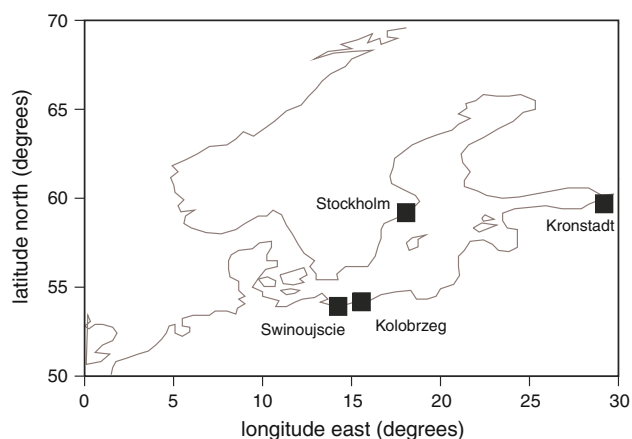 70
65
60
55
50
latitude north (degrees)
Stockholm
Kronstadt
Swinoujscie
Kolobrzeg
0 5 10 15 20 25 30
longitude east (degrees)